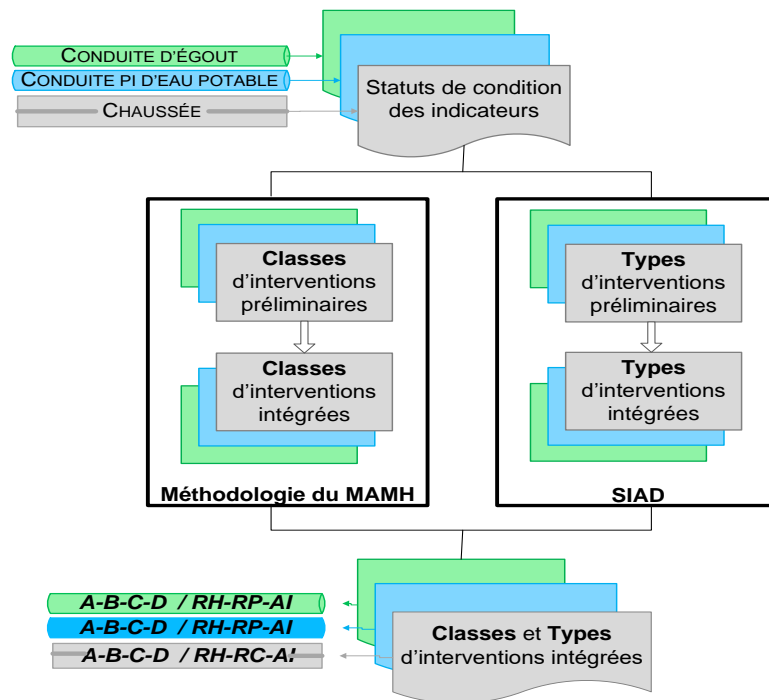 CONDUITE D'ÉGOUT
CONDUITE PI D'EAU POTABLE
CHAUSSÉE
Statuts de condition
des indicateurs
Classes
d'interventions
préliminaires
Classes
d'interventions
intégrées
Méthodologie du MAMH
Types
d'interventions
préliminaires
Types
d'interventions
intégrées
SIAD
A-B-C-D / RH-RP-AI
A-B-C-D / RH-RP-AI
A-B-C-D / RH-RC-AI
Classes et Types
d'interventions intégrées